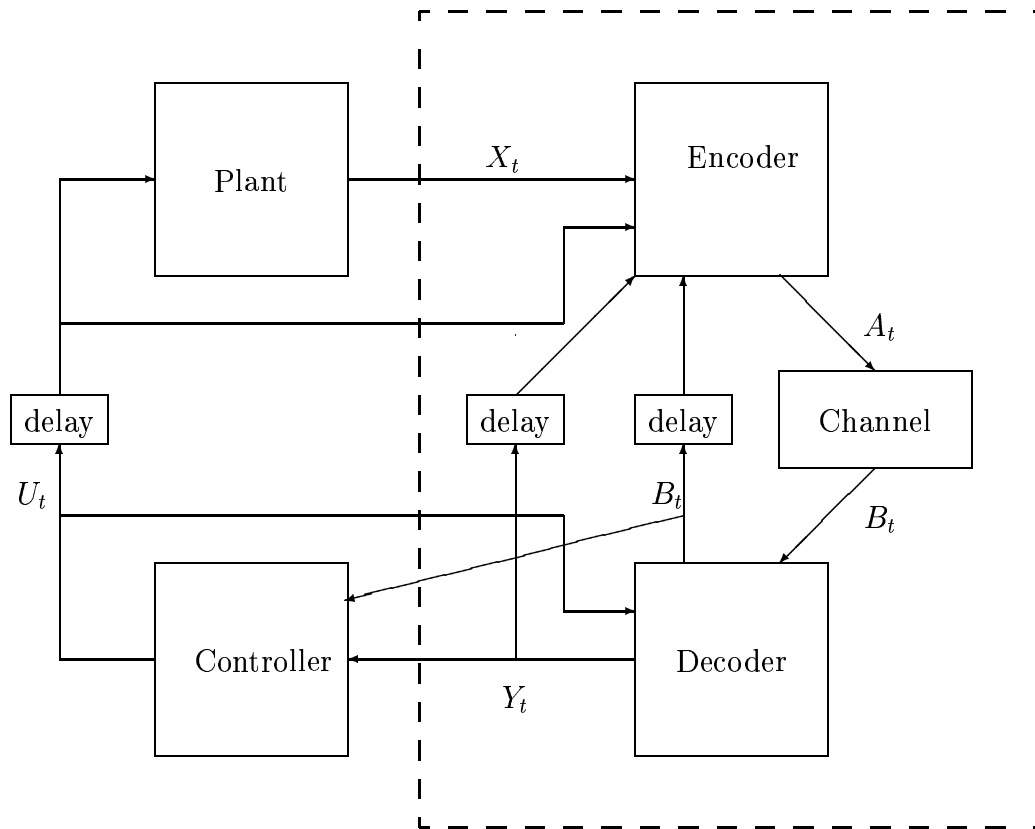 Encoder
X_t
Plant
A_t
delay
delay
delay
Channel
U_t
B_t
B_t
Controller
Decoder
Y_t